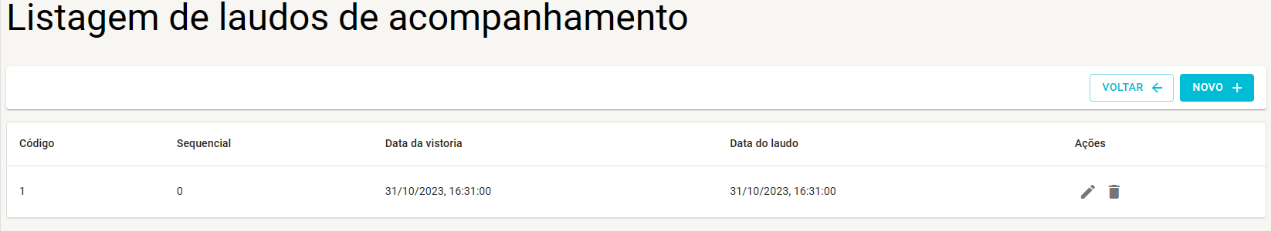 Listagem de laudos de acompanhamento
VOLTAR NOVO
Código Sequencial Data da vistoria Data do laudo Ações
1 0 31/10/2023, 16:31:00 31/10/2023, 16:31:00